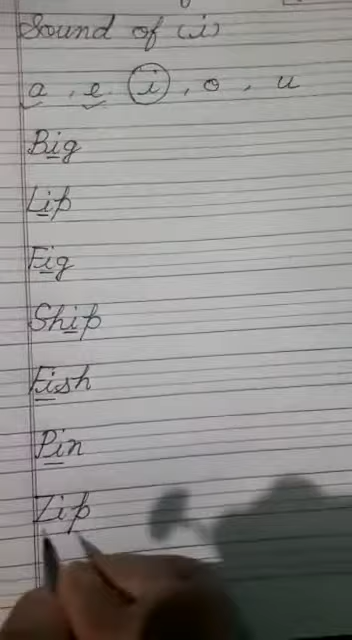 Sound of (i)
a, e, i, o, u
Big
Lip
Fig
Ship
Fish
Pin
Zip